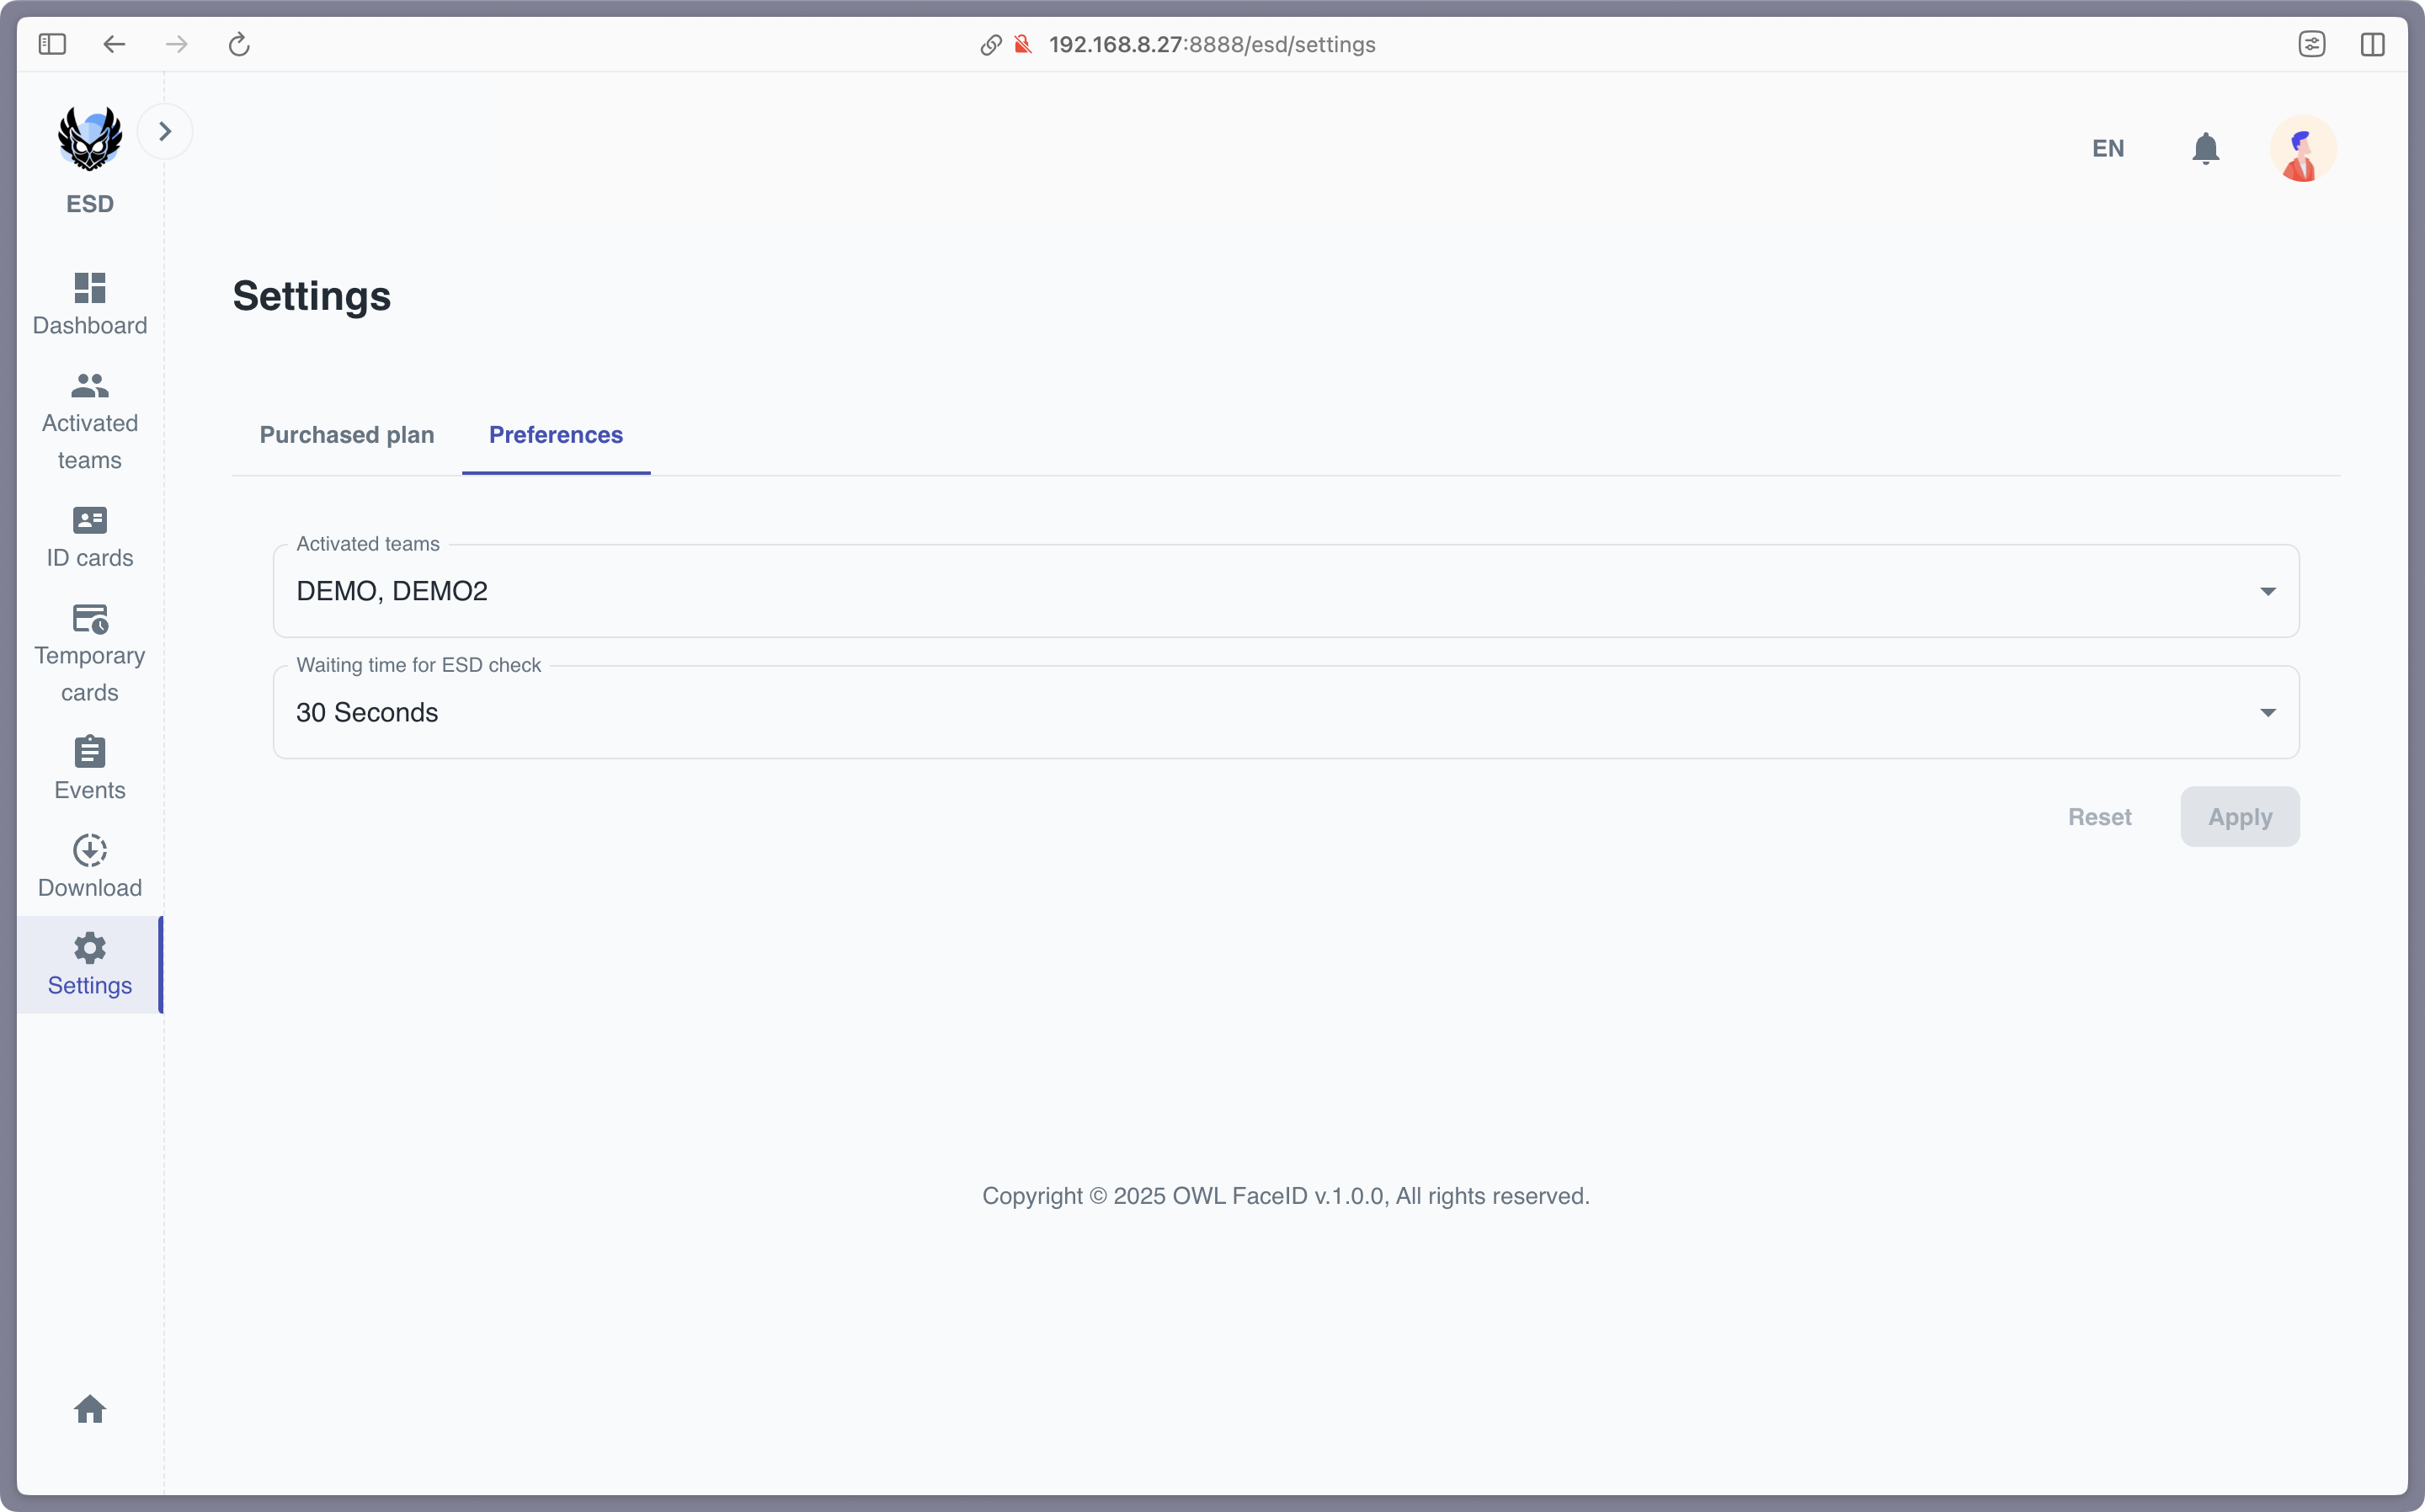 192.168.8.27:8888/esd/settings
ESD
EN
Dashboard
Activated
teams
ID cards
Temporary
cards
Events
Download
Settings
Settings
Purchased plan
Preferences
Activated teams
DEMO, DEMO2
Waiting time for ESD check
30 Seconds
Reset
Apply
Copyright © 2025 OWL FaceID v.1.0.0, All rights reserved.